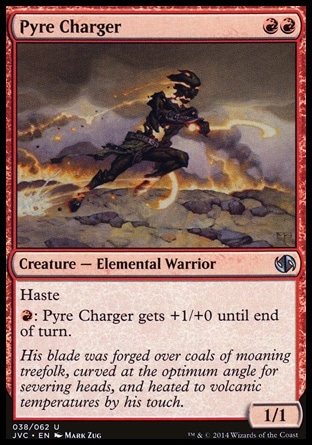 Pyre Charger
Creature — Elemental Warrior
Haste
: Pyre Charger gets +1/+0 until end
of turn.
His blade was forged over coals of moaning
treefolk, curved at the optimum angle for
severing heads, and heated to volcanic
temperatures by his touch.
1/1
038/062 U
JVC • EN MARK ZUG
™ & © 2014 Wizards of the Coast